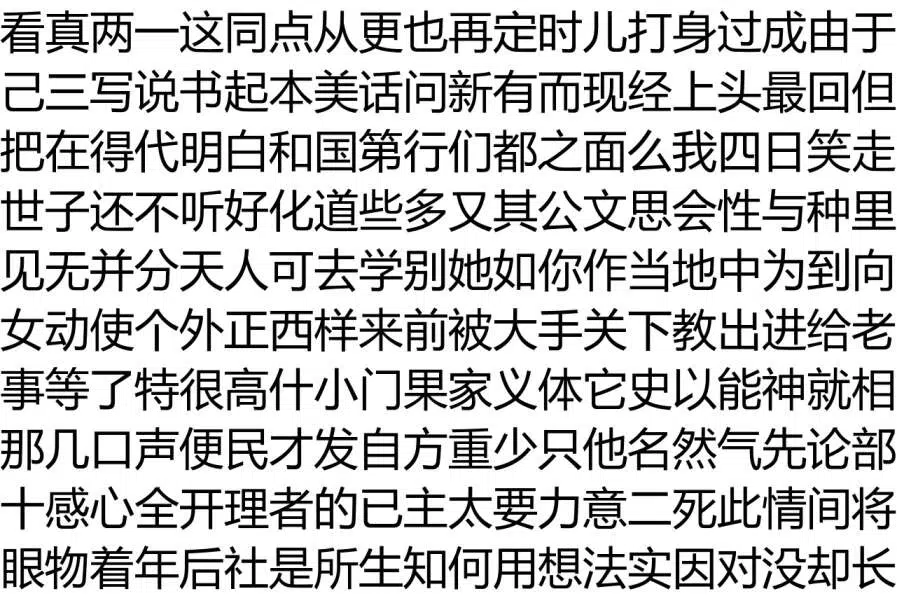 看真两一这同点从更也再定时儿打身过成由于
己三写说书起本美话问新有而现经上头最回但
把在得代明白和国第行们都之面么我四日笑走
世子还不听好化道些多又其公文思会性与种里
见无并分天人可去学别她如你作当地中为到向
女动使个外正西样来前被大手关下教出进给老
事等了特很高什小门果家义体它史以能神就相
那几口声便民才发自方重少只他名然气先论部
十感心全开理者的已主太要力意二死此情间将
眼物着年后社是所生知何用想法实因对没却长